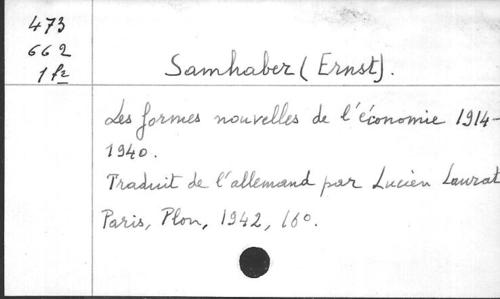 473
662
1 fr
Samhaber (Ernst).
Les formes nouvelles de l'économie 1914-
1940.
Traduit de l'allemand par Lucien Laurat
Paris, Plon, 1942, 16º.